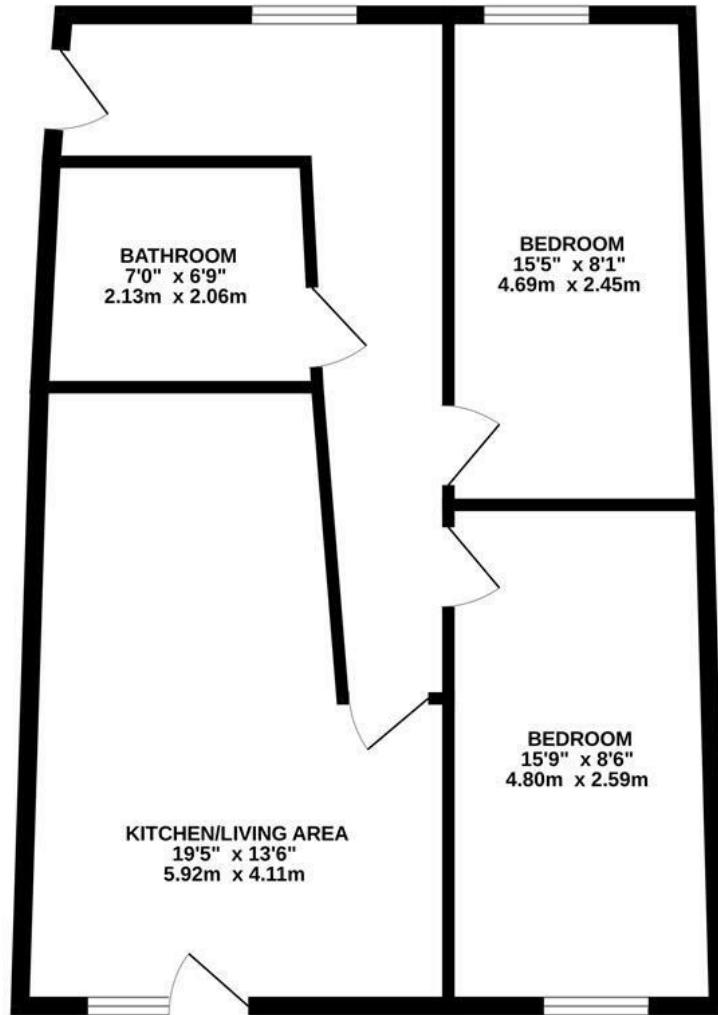 BATHROOM
7'0" x 6'9"
2.13m x 2.06m
BEDROOM
15'5" x 8'1"
4.69m x 2.45m
BEDROOM
15'9" x 8'6"
4.80m x 2.59m
KITCHEN/LIVING AREA
19'5" x 13'6"
5.92m x 4.11m